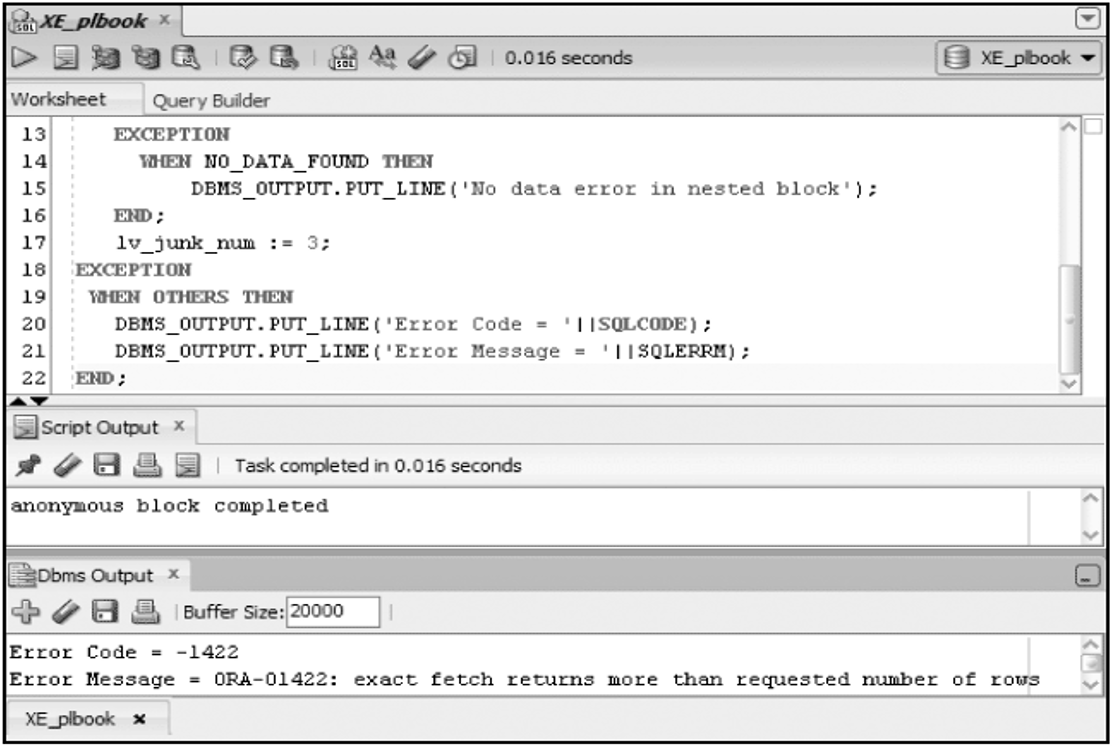 XE_plbook
0.016 seconds
XE_plbook
Worksheet Query Builder
13 EXCEPTION
14 WHEN NO_DATA_FOUND THEN
15 DBMS_OUTPUT.PUT_LINE('No data error in nested block');
16 END;
17 lv_junk_num := 3;
18 EXCEPTION
19 WHEN OTHERS THEN
20 DBMS_OUTPUT.PUT_LINE('Error Code = '||SQLCODE);
21 DBMS_OUTPUT.PUT_LINE('Error Message = '||SQLERRM);
22 END;
Script Output
Task completed in 0.016 seconds
anonymous block completed
Dbms Output
Buffer Size: 20000
Error Code = -1422
Error Message = ORA-01422: exact fetch returns more than requested number of rows
XE_plbook